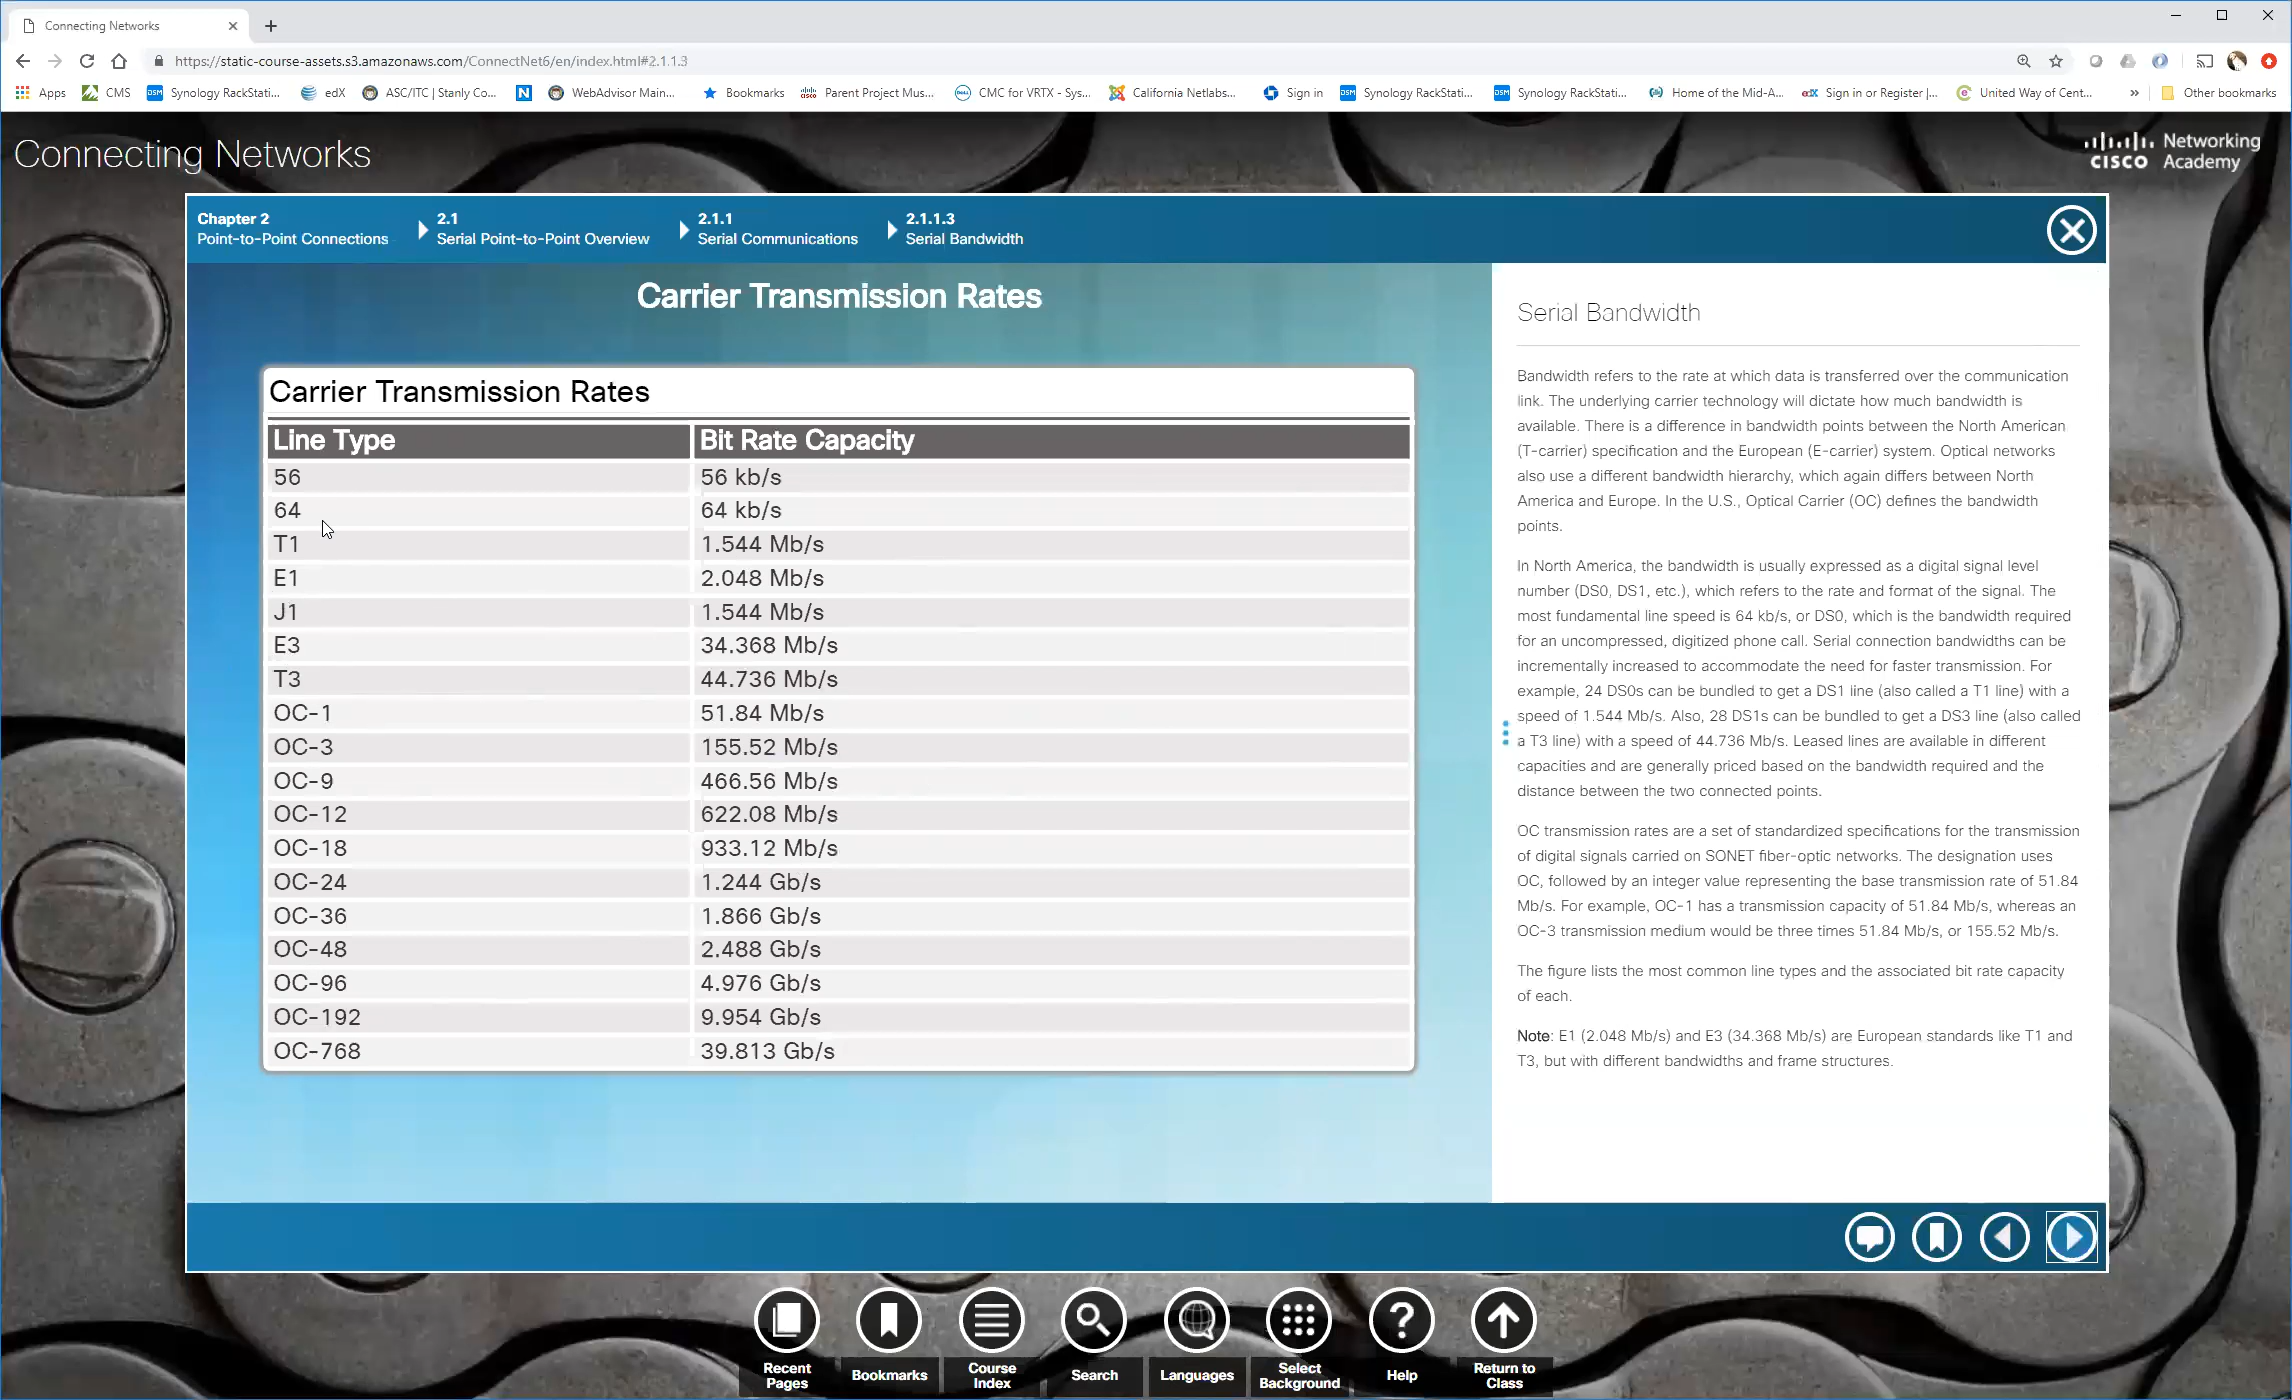 Connecting Networks
https://static-course-assets.s3.amazonaws.com/ConnectNet6/en/index.html#2.1.1.3
Apps CMS Synology RackStati... edX ASC/ITC | Stanly Co... WebAdvisor Main... Bookmarks Parent Project Mus... CMC for VRTX - Sys... California Netlabs... Sign in Synology RackStati... Synology RackStati... Home of the Mid-A... Sign in or Register |... United Way of Cent... » Other bookmarks
Connecting Networks
cisco Networking Academy
Chapter 2
Point-to-Point Connections
2.1
Serial Point-to-Point Overview
2.1.1
Serial Communications
2.1.1.3
Serial Bandwidth
Carrier Transmission Rates
Carrier Transmission Rates
Line Type Bit Rate Capacity
56 56 kb/s
64 64 kb/s
T1 1.544 Mb/s
E1 2.048 Mb/s
J1 1.544 Mb/s
E3 34.368 Mb/s
T3 44.736 Mb/s
OC-1 51.84 Mb/s
OC-3 155.52 Mb/s
OC-9 466.56 Mb/s
OC-12 622.08 Mb/s
OC-18 933.12 Mb/s
OC-24 1.244 Gb/s
OC-36 1.866 Gb/s
OC-48 2.488 Gb/s
OC-96 4.976 Gb/s
OC-192 9.954 Gb/s
OC-768 39.813 Gb/s
Serial Bandwidth
Bandwidth refers to the rate at which data is transferred over the communication
link. The underlying carrier technology will dictate how much bandwidth is
available. There is a difference in bandwidth points between the North American
(T-carrier) specification and the European (E-carrier) system. Optical networks
also use a different bandwidth hierarchy, which again differs between North
America and Europe. In the U.S., Optical Carrier (OC) defines the bandwidth
points.
In North America, the bandwidth is usually expressed as a digital signal level
number (DS0, DS1, etc.), which refers to the rate and format of the signal. The
most fundamental line speed is 64 kb/s, or DS0, which is the bandwidth required
for an uncompressed, digitized phone call. Serial connection bandwidths can be
incrementally increased to accommodate the need for faster transmission. For
example, 24 DS0s can be bundled to get a DS1 line (also called a T1 line) with a
speed of 1.544 Mb/s. Also, 28 DS1s can be bundled to get a DS3 line (also called
a T3 line) with a speed of 44.736 Mb/s. Leased lines are available in different
capacities and are generally priced based on the bandwidth required and the
distance between the two connected points.
OC transmission rates are a set of standardized specifications for the transmission
of digital signals carried on SONET fiber-optic networks. The designation uses
OC, followed by an integer value representing the base transmission rate of 51.84
Mb/s. For example, OC-1 has a transmission capacity of 51.84 Mb/s, whereas an
OC-3 transmission medium would be three times 51.84 Mb/s, or 155.52 Mb/s.
The figure lists the most common line types and the associated bit rate capacity
of each.
Note: E1 (2.048 Mb/s) and E3 (34.368 Mb/s) are European standards like T1 and
T3, but with different bandwidths and frame structures.
Recent Pages
Bookmarks
Course Index
Search
Languages
Select Background
Help
Return to Class